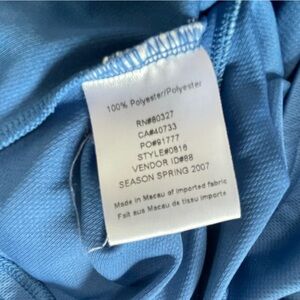 100% Polyester/Polyester
RN#80327
CA#40733
PO#91777
STYLE#0816
VENDOR ID#88
SEASON SPRING 2007
Made in Macau of imported fabric
Fait aux Macau de tissu importe